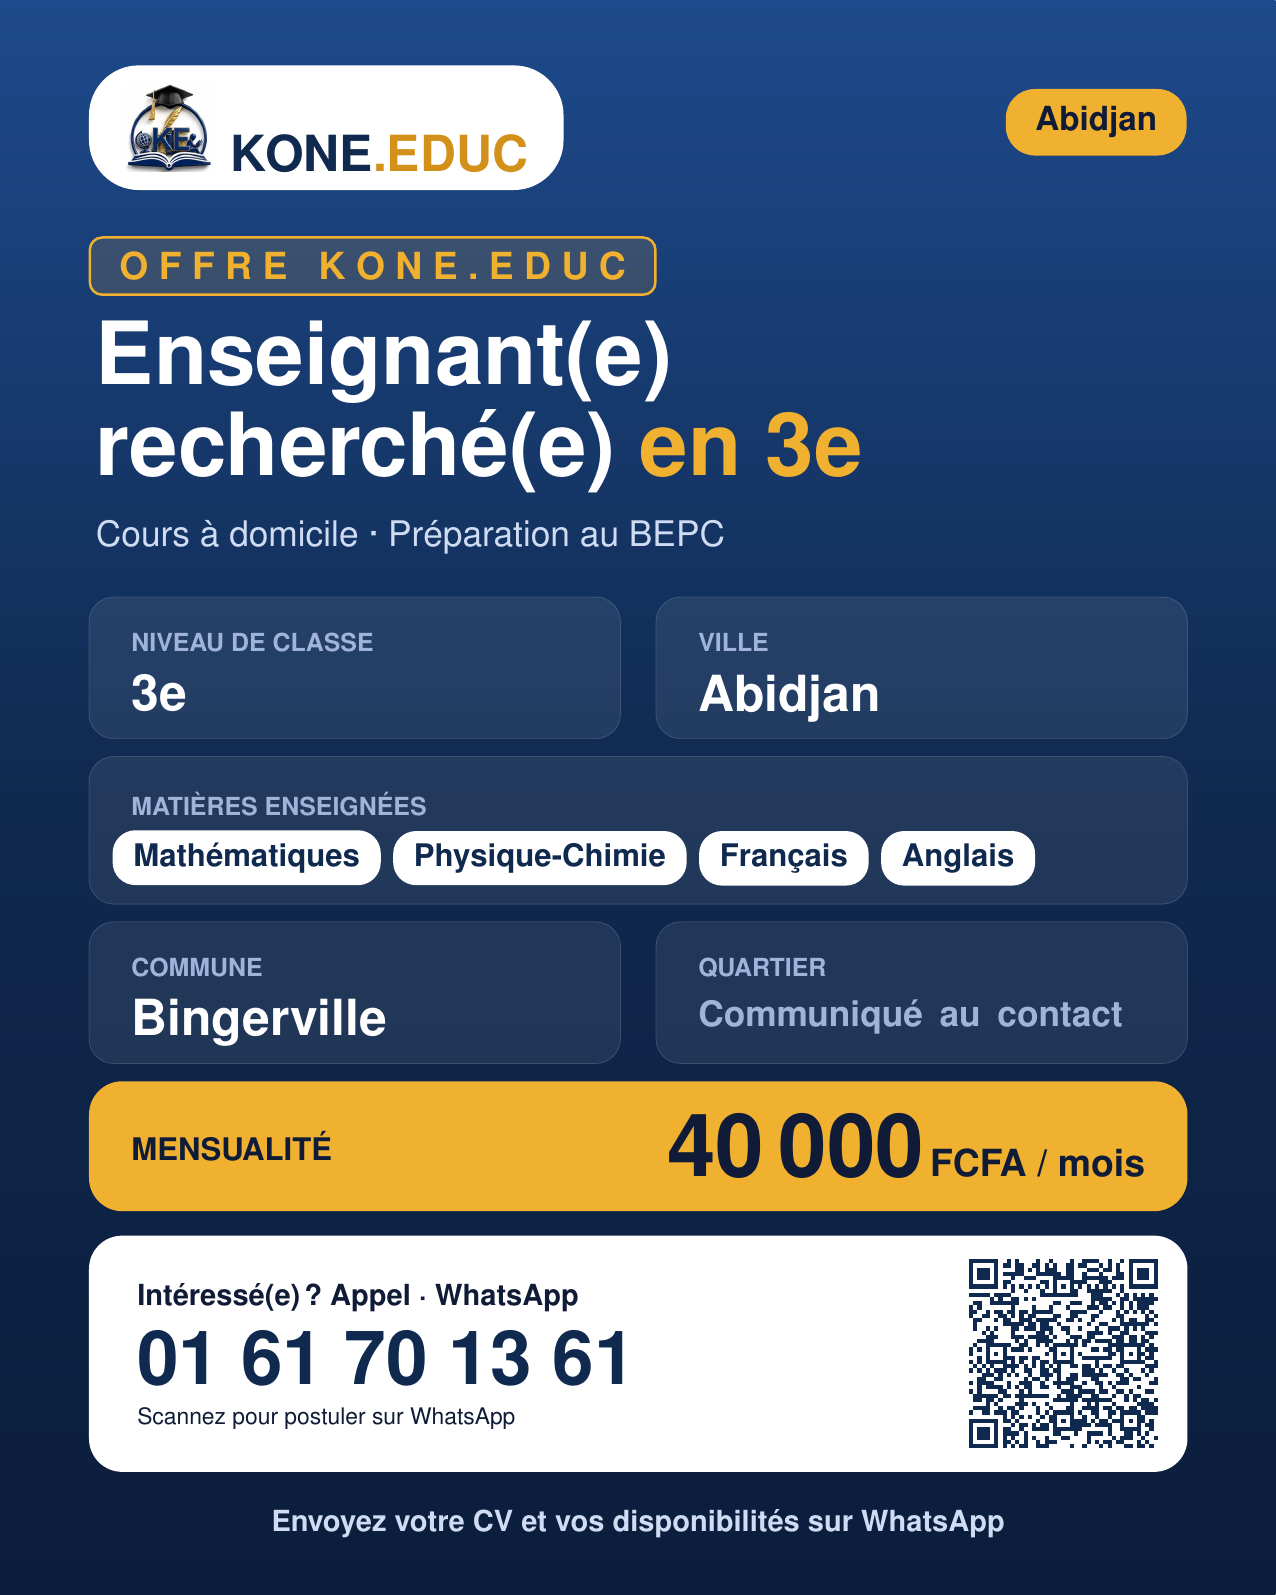 KE&
KONE.EDUC
Abidjan
OFFRE KONE.EDUC
Enseignant(e)
recherché(e) en 3e
Cours à domicile · Préparation au BEPC
NIVEAU DE CLASSE
3e
VILLE
Abidjan
MATIÈRES ENSEIGNÉES
Mathématiques Physique-Chimie Français Anglais
COMMUNE
Bingerville
QUARTIER
Communiqué au contact
MENSUALITÉ
40 000 FCFA / mois
Intéressé(e) ? Appel · WhatsApp
01 61 70 13 61
Scannez pour postuler sur WhatsApp
Envoyez votre CV et vos disponibilités sur WhatsApp